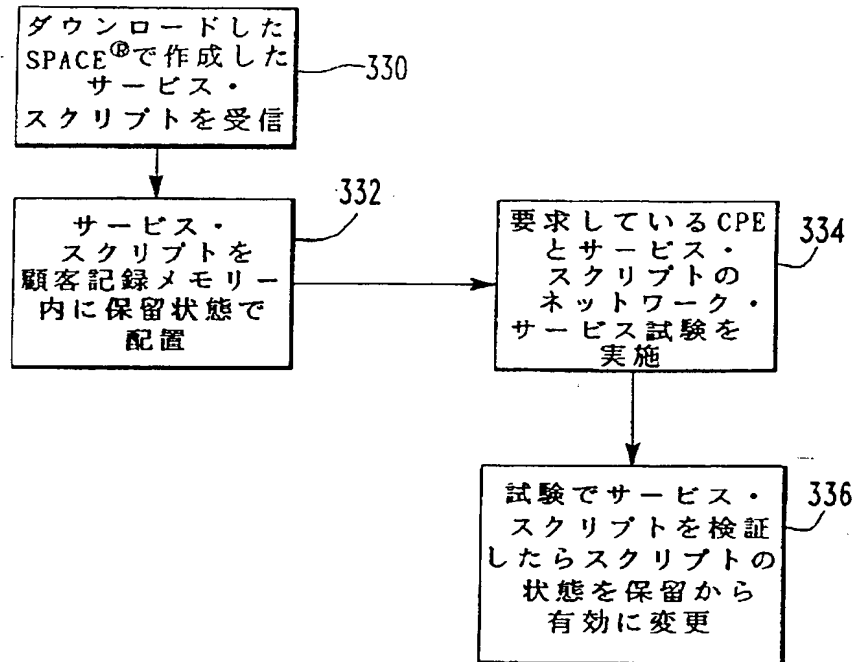 ダウンロードした
SPACE®で作成した
サービス・
スクリプトを受信
330
サービス・
スクリプトを
顧客記録メモリー
内に保留状態で
配置
332
要求しているCPE
とサービス・
スクリプトの
ネットワーク・
サービス試験を
実施
334
試験でサービス・
スクリプトを検証
したらスクリプトの
状態を保留から
有効に変更
336